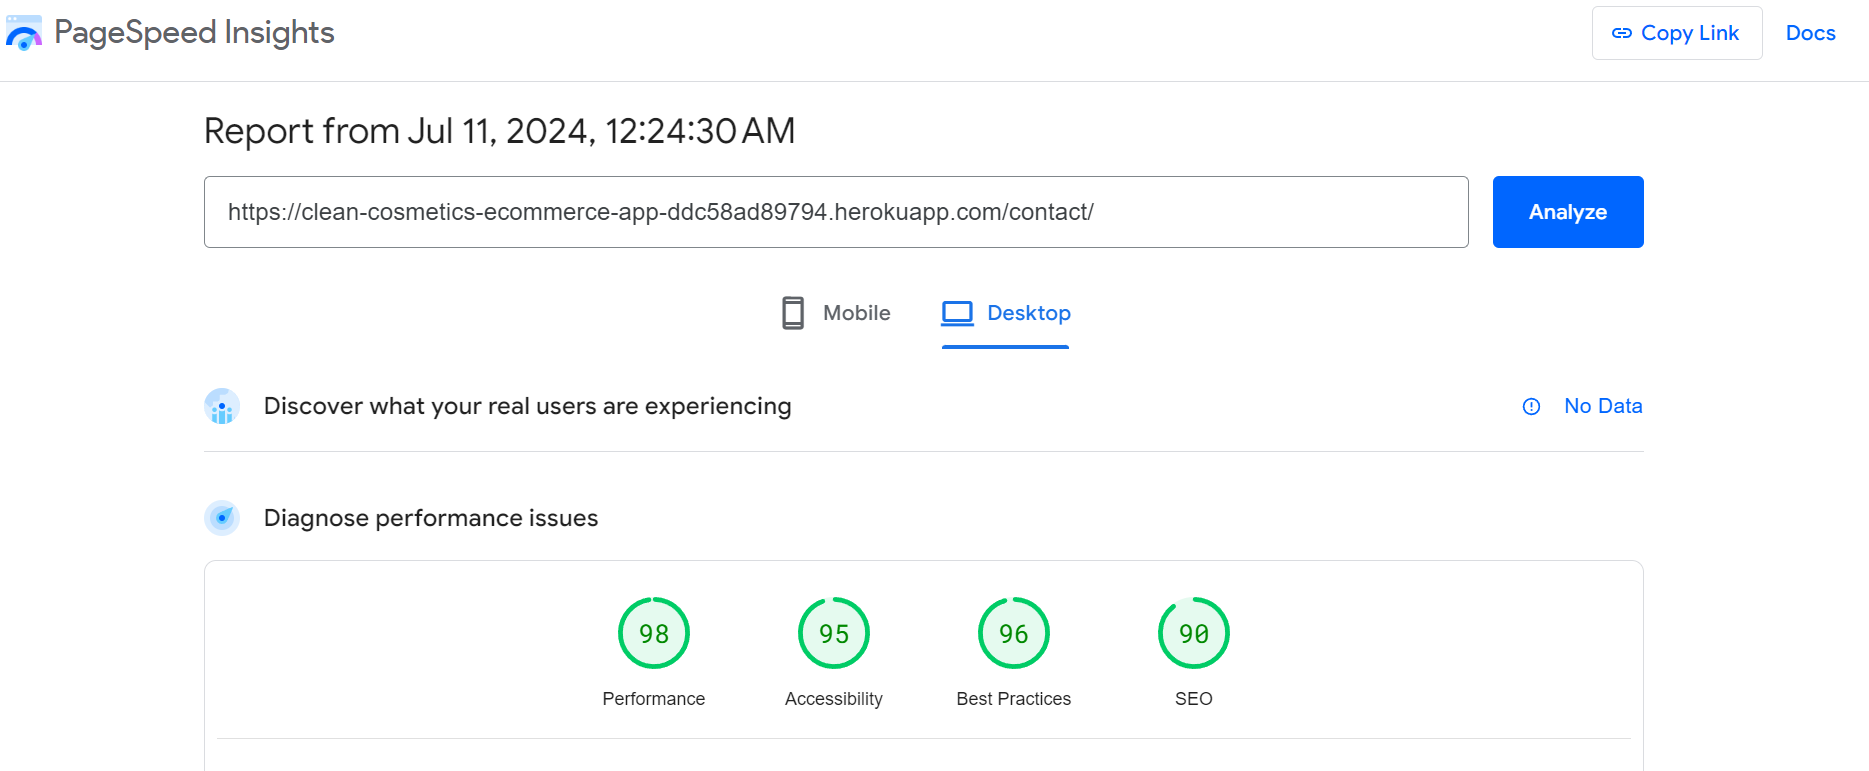 PageSpeed Insights
Copy Link
Docs
Report from Jul 11, 2024, 12:24:30 AM
https://clean-cosmetics-ecommerce-app-ddc58ad89794.herokuapp.com/contact/
Analyze
Mobile
Desktop
Discover what your real users are experiencing
No Data
Diagnose performance issues
98
95
96
90
Performance
Accessibility
Best Practices
SEO